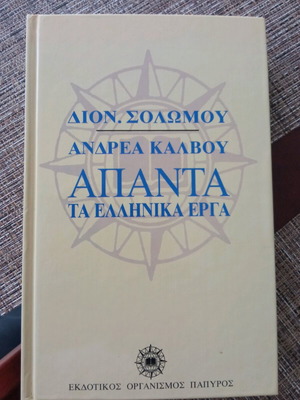 ΔΙΟΝ. ΣΟΛΩΜΟΥ
ΑΝΔΡΕΑ ΚΑΛΒΟΥ
ΑΠΑΝΤΑ
ΤΑ ΕΛΛΗΝΙΚΑ ΕΡΓΑ
ΕΚΔΟΤΙΚΟΣ ΟΡΓΑΝΙΣΜΟΣ ΠΑΠΥΡΟΣ